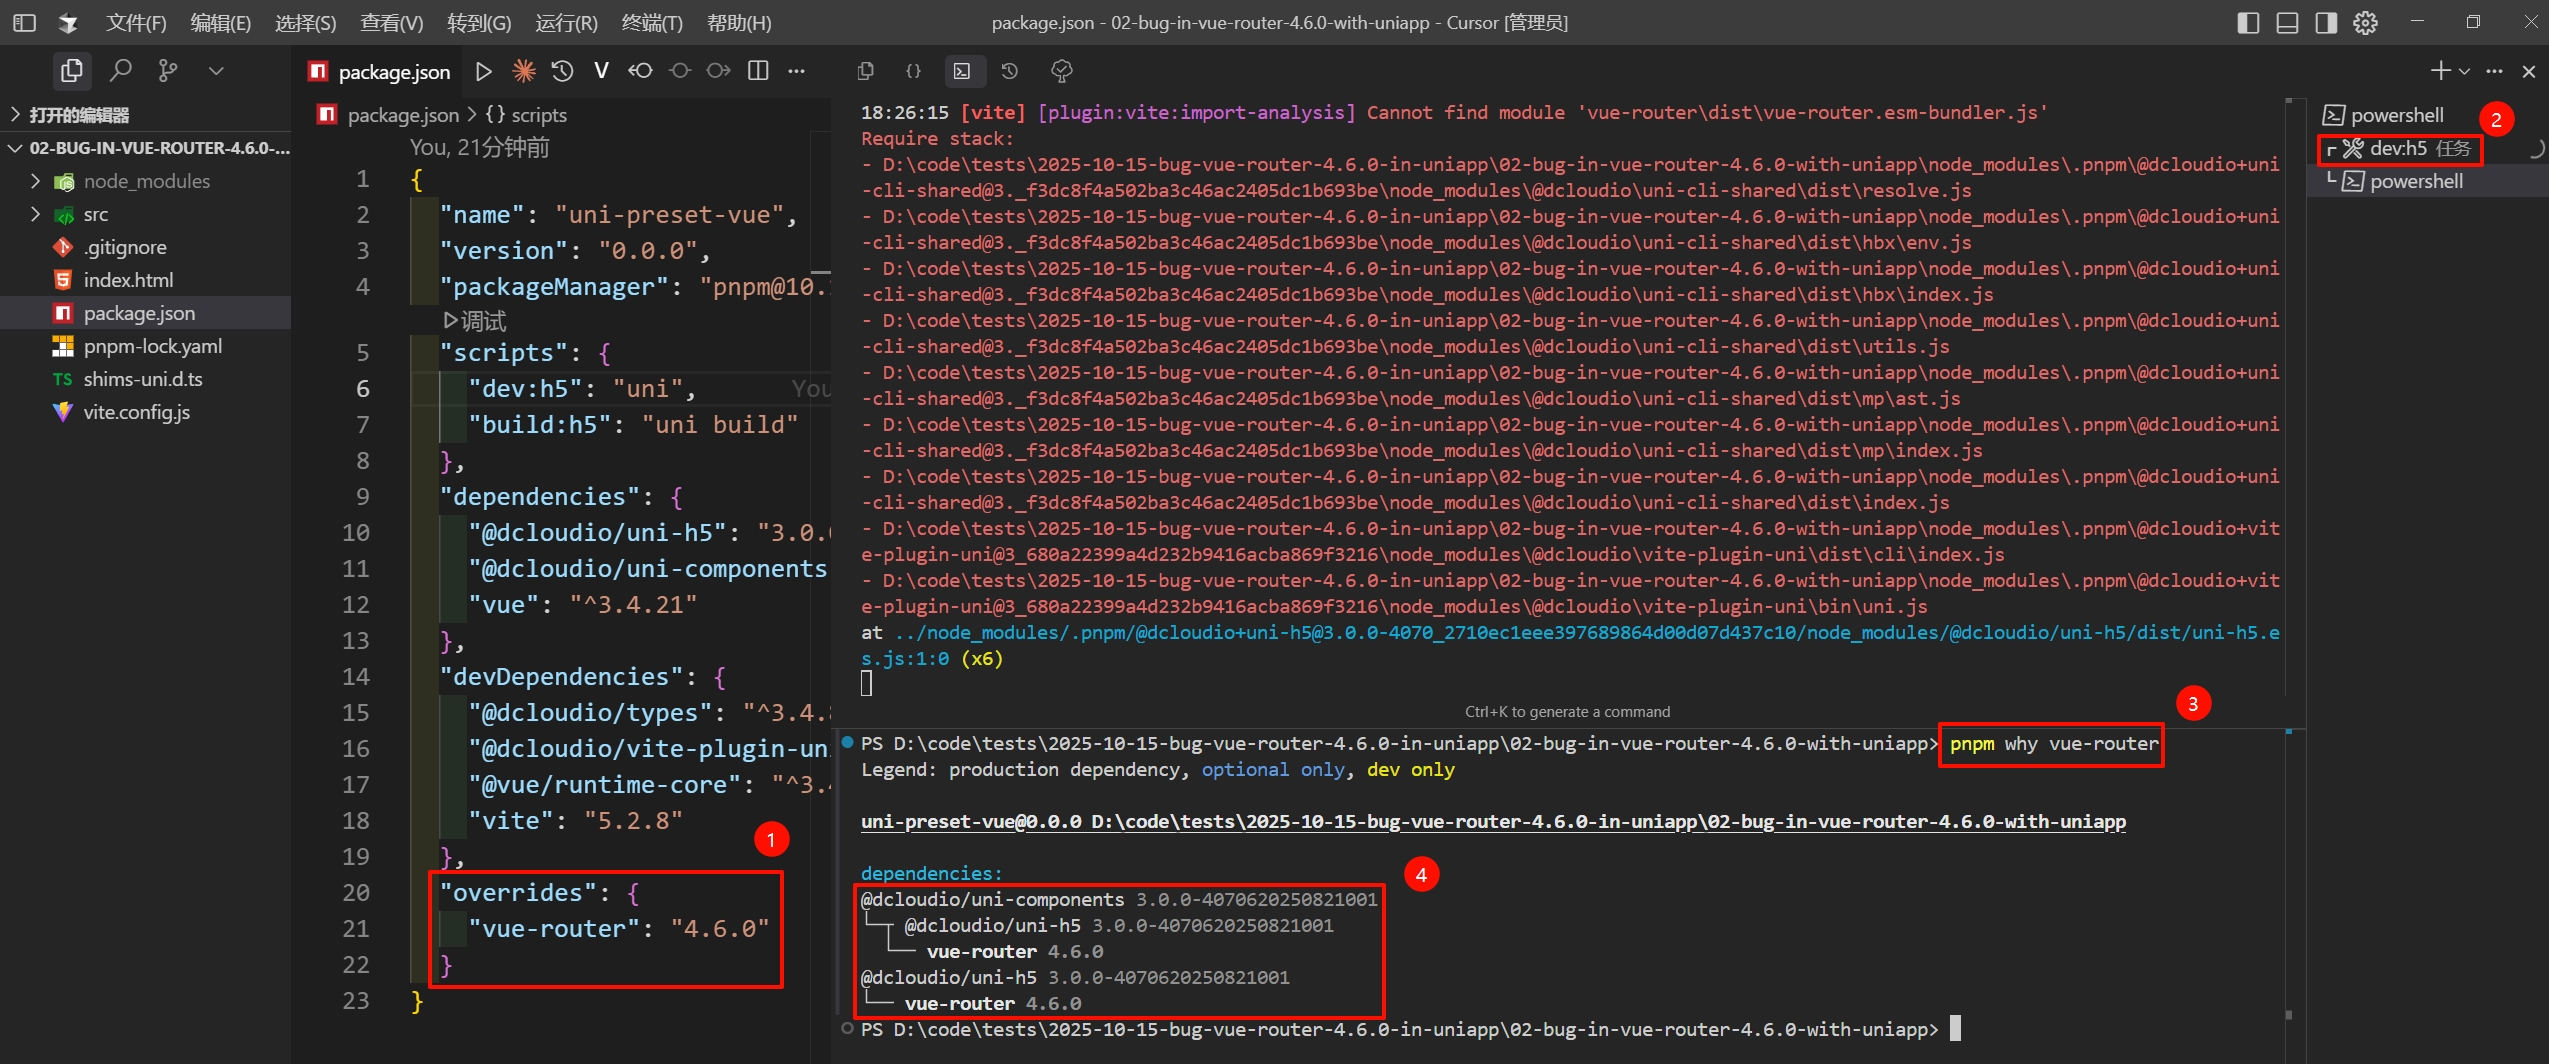 文件(F) 编辑(E) 选择(S) 查看(V) 转到(G) 运行(R) 终端(T) 帮助(H) package.json - 02-bug-in-vue-router-4.6.0-with-uniapp - Cursor [管理员]
打开的编辑器
02-BUG-IN-VUE-ROUTER-4.6.0-...
node_modules
src
.gitignore
index.html
package.json
pnpm-lock.yaml
TS shims-uni.d.ts
vite.config.js
package.json
package.json > {} scripts
You, 21分钟前
1 {
2 "name": "uni-preset-vue",
3 "version": "0.0.0",
4 "packageManager": "pnpm@10.
▷调试
5 "scripts": {
6 "dev:h5": "uni", You
7 "build:h5": "uni build"
8 },
9 "dependencies": {
10 "@dcloudio/uni-h5": "3.0.
11 "@dcloudio/uni-components
12 "vue": "^3.4.21"
13 },
14 "devDependencies": {
15 "@dcloudio/types": "^3.4.
16 "@dcloudio/vite-plugin-un
17 "@vue/runtime-core": "^3.
18 "vite": "5.2.8"
19 },
20 "overrides": {
21 "vue-router": "4.6.0"
22 }
23 }
1
18:26:15 [vite] [plugin:vite:import-analysis] Cannot find module 'vue-router\dist\vue-router.esm-bundler.js'
Require stack:
- D:\code\tests\2025-10-15-bug-vue-router-4.6.0-in-uniapp\02-bug-in-vue-router-4.6.0-with-uniapp\node_modules\.pnpm\@dcloudio+uni
-cli-shared@3._f3dc8f4a502ba3c46ac2405dc1b693be\node_modules\@dcloudio\uni-cli-shared\dist\resolve.js
- D:\code\tests\2025-10-15-bug-vue-router-4.6.0-in-uniapp\02-bug-in-vue-router-4.6.0-with-uniapp\node_modules\.pnpm\@dcloudio+uni
-cli-shared@3._f3dc8f4a502ba3c46ac2405dc1b693be\node_modules\@dcloudio\uni-cli-shared\dist\hbx\env.js
- D:\code\tests\2025-10-15-bug-vue-router-4.6.0-in-uniapp\02-bug-in-vue-router-4.6.0-with-uniapp\node_modules\.pnpm\@dcloudio+uni
-cli-shared@3._f3dc8f4a502ba3c46ac2405dc1b693be\node_modules\@dcloudio\uni-cli-shared\dist\hbx\index.js
- D:\code\tests\2025-10-15-bug-vue-router-4.6.0-in-uniapp\02-bug-in-vue-router-4.6.0-with-uniapp\node_modules\.pnpm\@dcloudio+uni
-cli-shared@3._f3dc8f4a502ba3c46ac2405dc1b693be\node_modules\@dcloudio\uni-cli-shared\dist\utils.js
- D:\code\tests\2025-10-15-bug-vue-router-4.6.0-in-uniapp\02-bug-in-vue-router-4.6.0-with-uniapp\node_modules\.pnpm\@dcloudio+uni
-cli-shared@3._f3dc8f4a502ba3c46ac2405dc1b693be\node_modules\@dcloudio\uni-cli-shared\dist\mp\ast.js
- D:\code\tests\2025-10-15-bug-vue-router-4.6.0-in-uniapp\02-bug-in-vue-router-4.6.0-with-uniapp\node_modules\.pnpm\@dcloudio+uni
-cli-shared@3._f3dc8f4a502ba3c46ac2405dc1b693be\node_modules\@dcloudio\uni-cli-shared\dist\mp\index.js
- D:\code\tests\2025-10-15-bug-vue-router-4.6.0-in-uniapp\02-bug-in-vue-router-4.6.0-with-uniapp\node_modules\.pnpm\@dcloudio+uni
-cli-shared@3._f3dc8f4a502ba3c46ac2405dc1b693be\node_modules\@dcloudio\uni-cli-shared\dist\index.js
- D:\code\tests\2025-10-15-bug-vue-router-4.6.0-in-uniapp\02-bug-in-vue-router-4.6.0-with-uniapp\node_modules\.pnpm\@dcloudio+vit
e-plugin-uni@3_680a22399a4d232b9416acba869f3216\node_modules\@dcloudio\vite-plugin-uni\dist\cli\index.js
- D:\code\tests\2025-10-15-bug-vue-router-4.6.0-in-uniapp\02-bug-in-vue-router-4.6.0-with-uniapp\node_modules\.pnpm\@dcloudio+vit
e-plugin-uni@3_680a22399a4d232b9416acba869f3216\node_modules\@dcloudio\vite-plugin-uni\bin\uni.js
at ../node_modules/.pnpm/@dcloudio+uni-h5@3.0.0-4070_2710ec1eee397689864d00d07d437c10/node_modules/@dcloudio/uni-h5/dist/uni-h5.e
s.js:1:0 (x6)
Ctrl+K to generate a command
3
PS D:\code\tests\2025-10-15-bug-vue-router-4.6.0-in-uniapp\02-bug-in-vue-router-4.6.0-with-uniapp> pnpm why vue-router
Legend: production dependency, optional only, dev only
uni-preset-vue@0.0.0 D:\code\tests\2025-10-15-bug-vue-router-4.6.0-in-uniapp\02-bug-in-vue-router-4.6.0-with-uniapp
dependencies:
4
@dcloudio/uni-components 3.0.0-4070620250821001
└─┬ @dcloudio/uni-h5 3.0.0-4070620250821001
└── vue-router 4.6.0
@dcloudio/uni-h5 3.0.0-4070620250821001
└── vue-router 4.6.0
PS D:\code\tests\2025-10-15-bug-vue-router-4.6.0-in-uniapp\02-bug-in-vue-router-4.6.0-with-uniapp>
powershell
2
dev:h5 任务
powershell